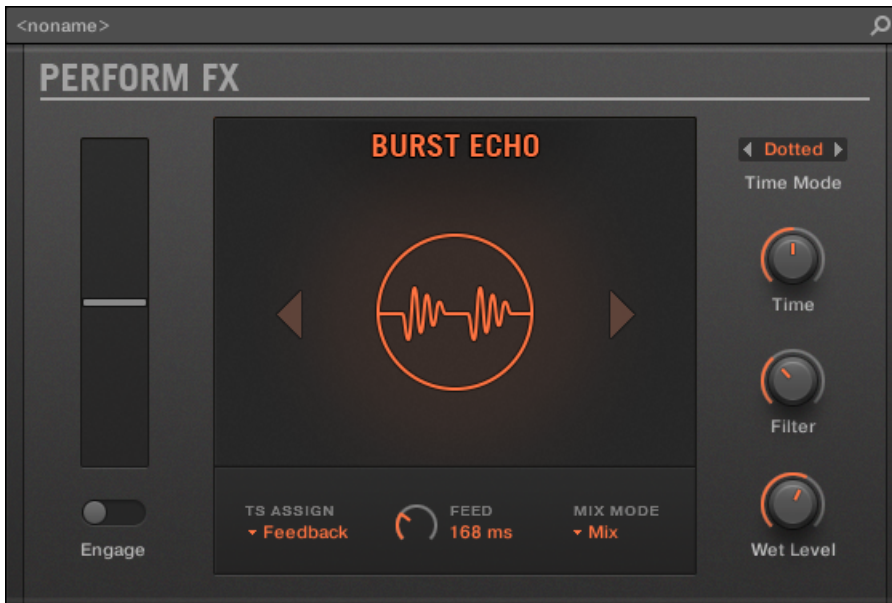 <noname>
PERFORM FX
BURST ECHO
Dotted
Time Mode
Time
Filter
TS ASSIGN
Feedback
FEED
168 ms
MIX MODE
Mix
Engage
Wet Level